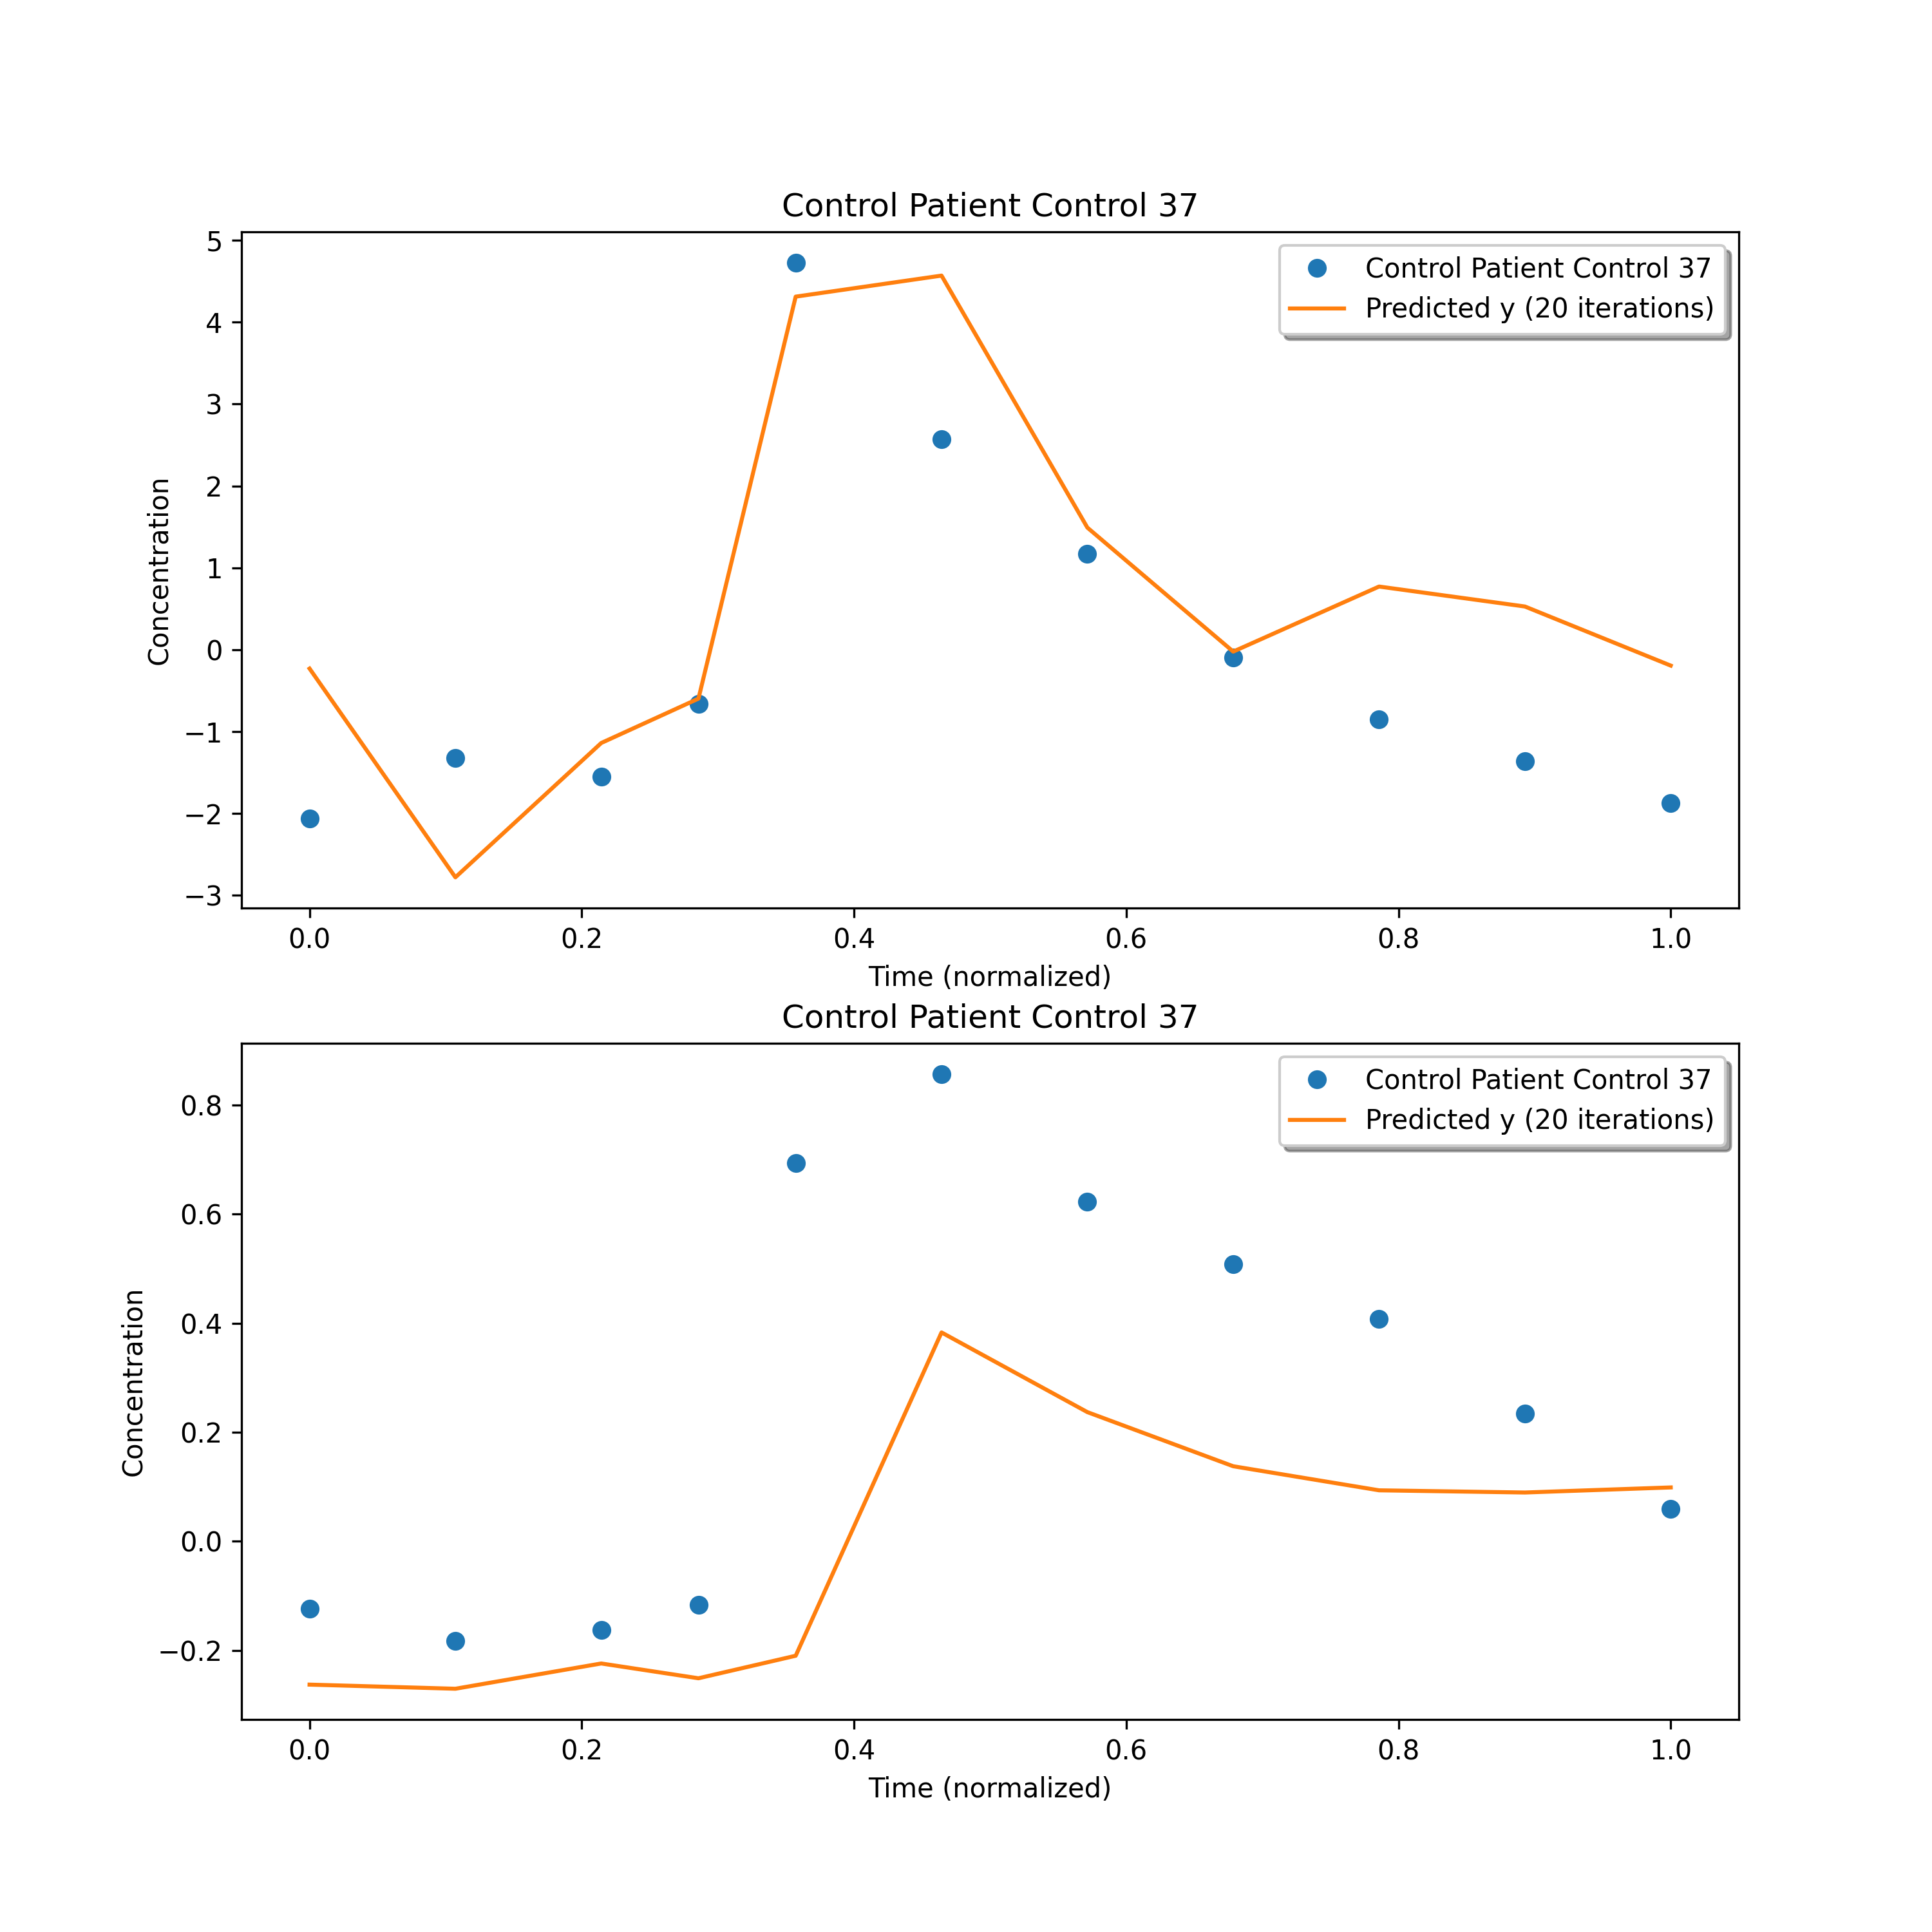 Control Patient Control 37
5
4
3
2
1
0
−1
−2
−3
Concentration
Control Patient Control 37
Predicted y (20 iterations)
0.0 0.2 0.4 0.6 0.8 1.0
Time (normalized)
Control Patient Control 37
0.8
0.6
0.4
0.2
0.0
−0.2
Concentration
Control Patient Control 37
Predicted y (20 iterations)
0.0 0.2 0.4 0.6 0.8 1.0
Time (normalized)